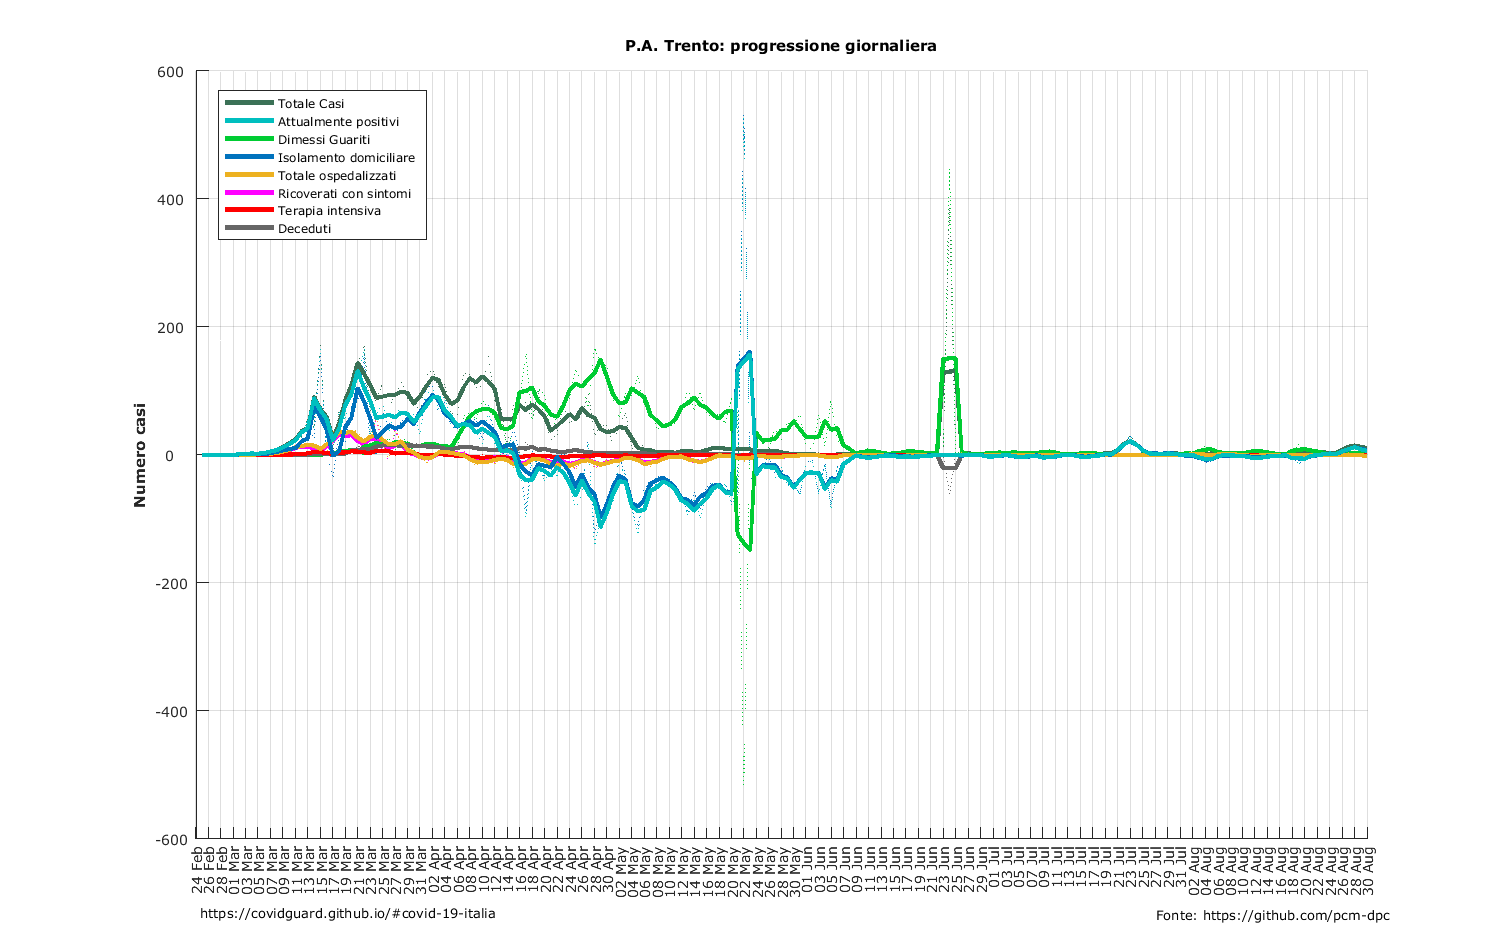 P.A. Trento: progressione giornaliera
600
400
200
0
-200
-400
-600
Numero casi
Totale Casi
Attualmente positivi
Dimessi Guariti
Isolamento domiciliare
Totale ospedalizzati
Ricoverati con sintomi
Terapia intensiva
Deceduti
24 Feb
26 Feb
28 Feb
01 Mar
03 Mar
05 Mar
07 Mar
09 Mar
11 Mar
13 Mar
15 Mar
17 Mar
19 Mar
21 Mar
23 Mar
25 Mar
27 Mar
29 Mar
31 Mar
02 Apr
04 Apr
06 Apr
08 Apr
10 Apr
12 Apr
14 Apr
16 Apr
18 Apr
20 Apr
22 Apr
24 Apr
26 Apr
28 Apr
30 Apr
02 May
04 May
06 May
08 May
10 May
12 May
14 May
16 May
18 May
20 May
22 May
24 May
26 May
28 May
30 May
01 Jun
03 Jun
05 Jun
07 Jun
09 Jun
11 Jun
13 Jun
15 Jun
17 Jun
19 Jun
21 Jun
23 Jun
25 Jun
27 Jun
29 Jun
01 Jul
03 Jul
05 Jul
07 Jul
09 Jul
11 Jul
13 Jul
15 Jul
17 Jul
19 Jul
21 Jul
23 Jul
25 Jul
27 Jul
29 Jul
31 Jul
02 Aug
04 Aug
06 Aug
08 Aug
10 Aug
12 Aug
14 Aug
16 Aug
18 Aug
20 Aug
22 Aug
24 Aug
26 Aug
28 Aug
30 Aug
https://covidguard.github.io/#covid-19-italia
Fonte: https://github.com/pcm-dpc